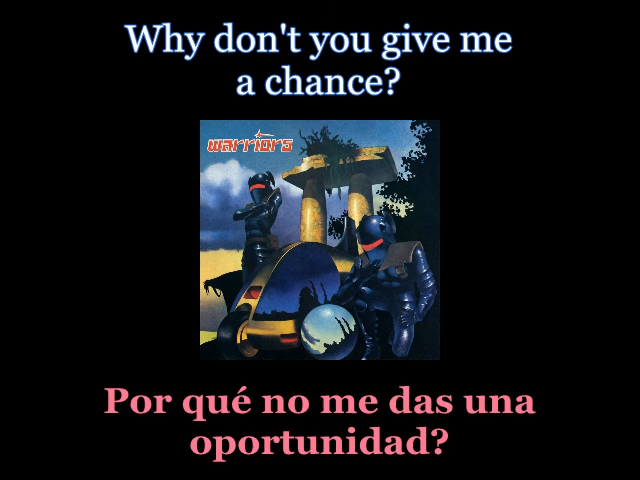 Why don't you give me
a chance?
warriors
Por qué no me das una
oportunidad?